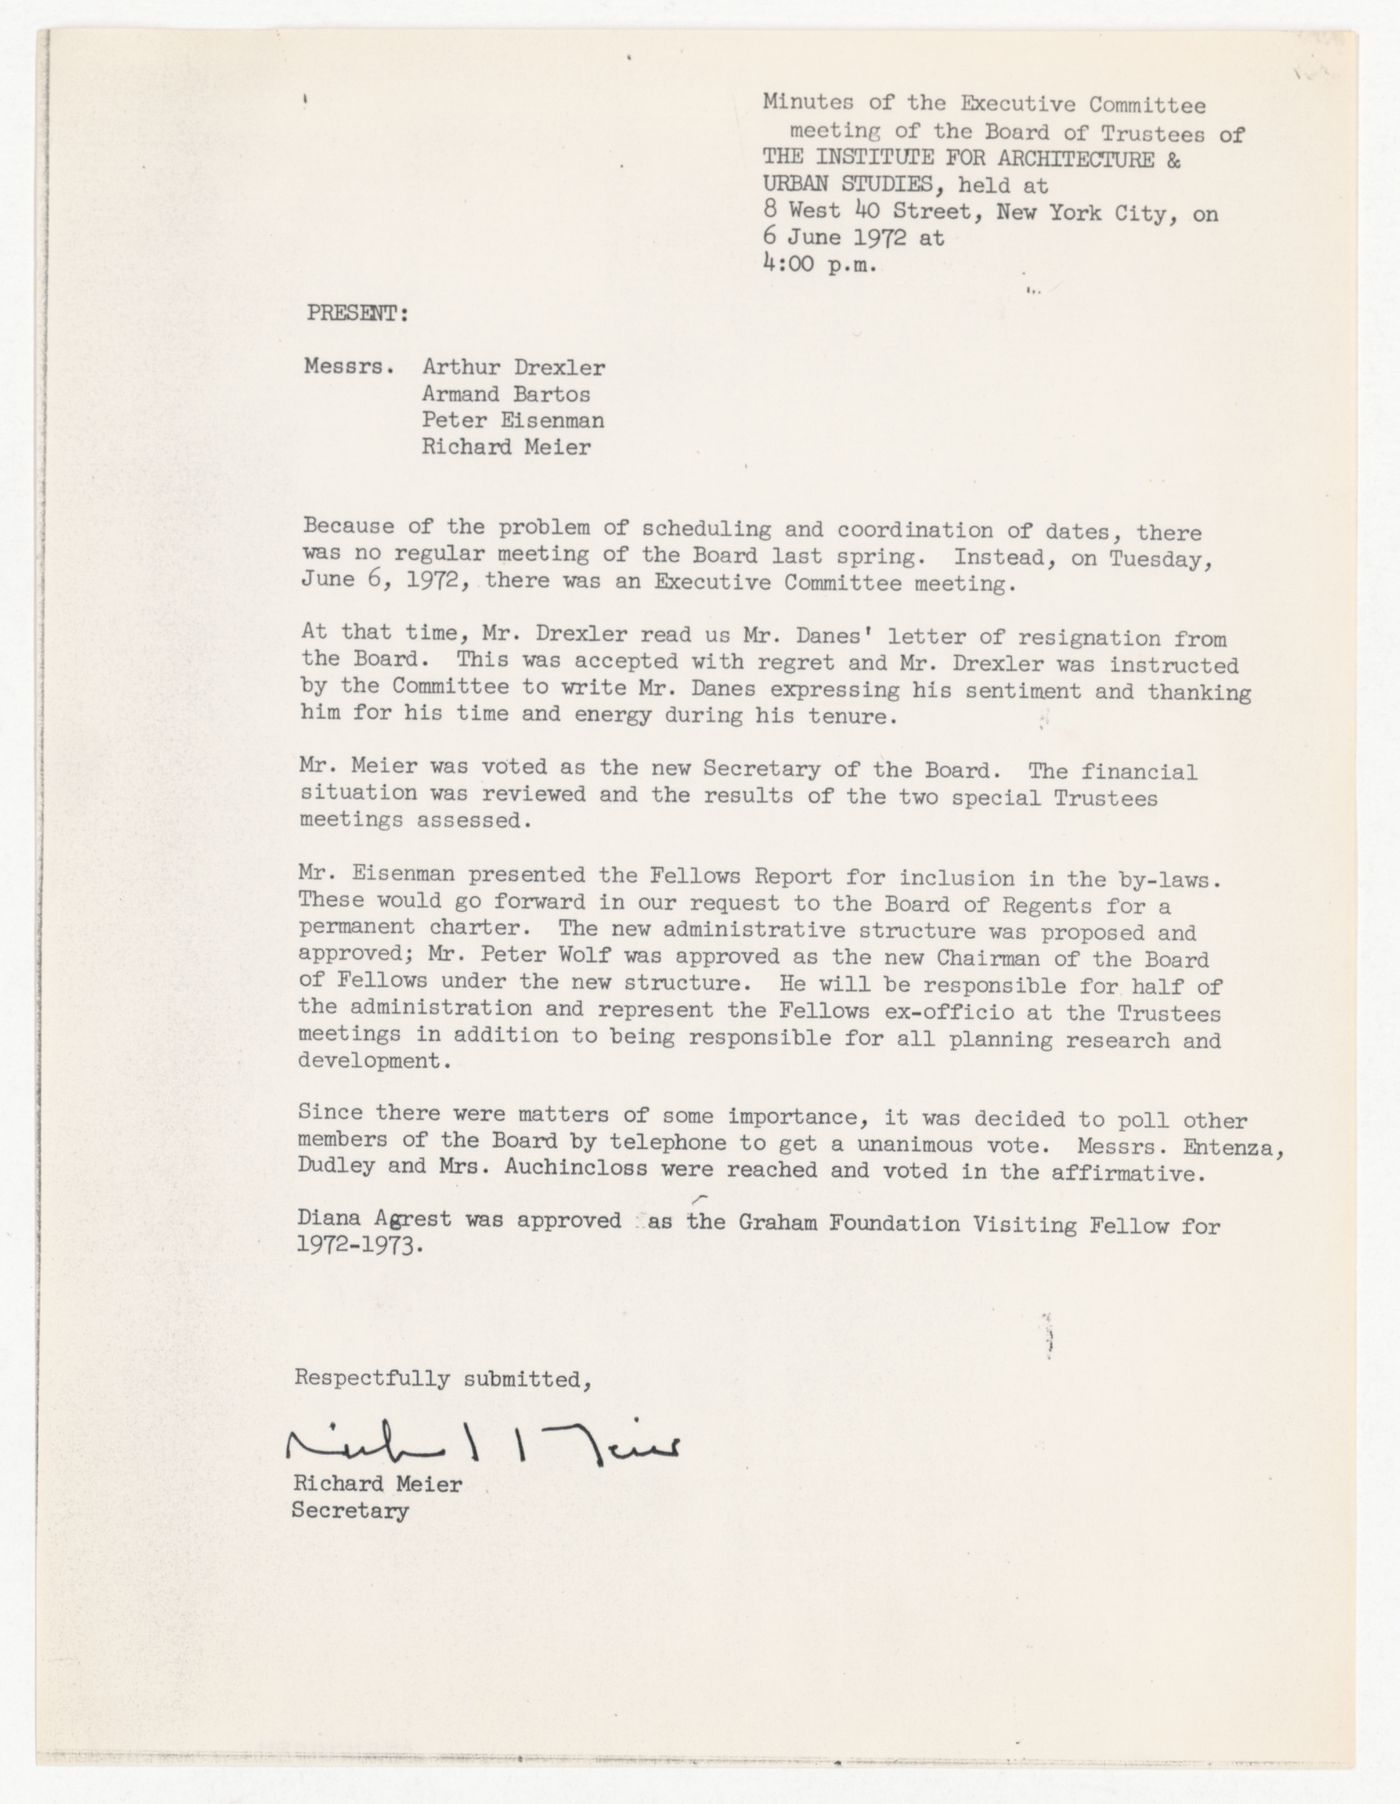 Minutes of the Executive Committee
meeting of the Board of Trustees of
THE INSTITUTE FOR ARCHITECTURE &
URBAN STUDIES, held at
8 West 40 Street, New York City, on
6 June 1972 at
4:00 p.m.
PRESENT:
Messrs. Arthur Drexler
Armand Bartos
Peter Eisenman
Richard Meier
Because of the problem of scheduling and coordination of dates, there
was no regular meeting of the Board last spring. Instead, on Tuesday,
June 6, 1972, there was an Executive Committee meeting.
At that time, Mr. Drexler read us Mr. Danes' letter of resignation from
the Board. This was accepted with regret and Mr. Drexler was instructed
by the Committee to write Mr. Danes expressing his sentiment and thanking
him for his time and energy during his tenure.
Mr. Meier was voted as the new Secretary of the Board. The financial
situation was reviewed and the results of the two special Trustees
meetings assessed.
Mr. Eisenman presented the Fellows Report for inclusion in the by-laws.
These would go forward in our request to the Board of Regents for a
permanent charter. The new administrative structure was proposed and
approved; Mr. Peter Wolf was approved as the new Chairman of the Board
of Fellows under the new structure. He will be responsible for half of
the administration and represent the Fellows ex-officio at the Trustees
meetings in addition to being responsible for all planning research and
development.
Since there were matters of some importance, it was decided to poll other
members of the Board by telephone to get a unanimous vote. Messrs. Entenza,
Dudley and Mrs. Auchincloss were reached and voted in the affirmative.
Diana Agrest was approved as the Graham Foundation Visiting Fellow for
1972-1973.
Respectfully submitted,
Richard Meier
Richard Meier
Secretary